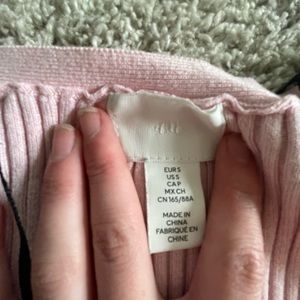 EUR S
US S
CA P
MX CH
CN 165/88A
MADE IN
CHINA
FABRIQUÉ EN
CHINE